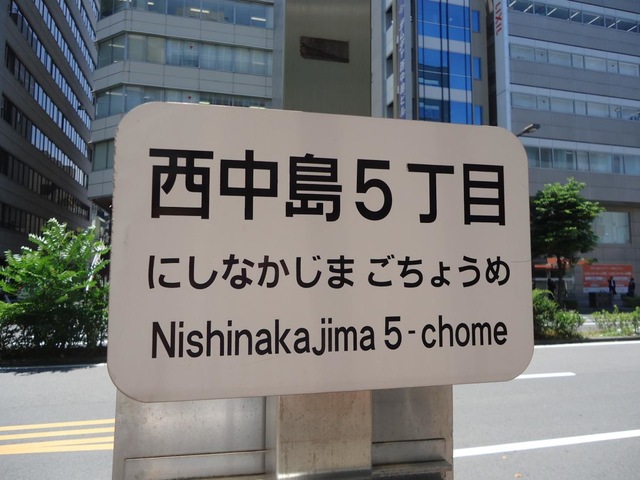 西中島5丁目
にしなかじま ごちょうめ
Nishinakajima 5-chome